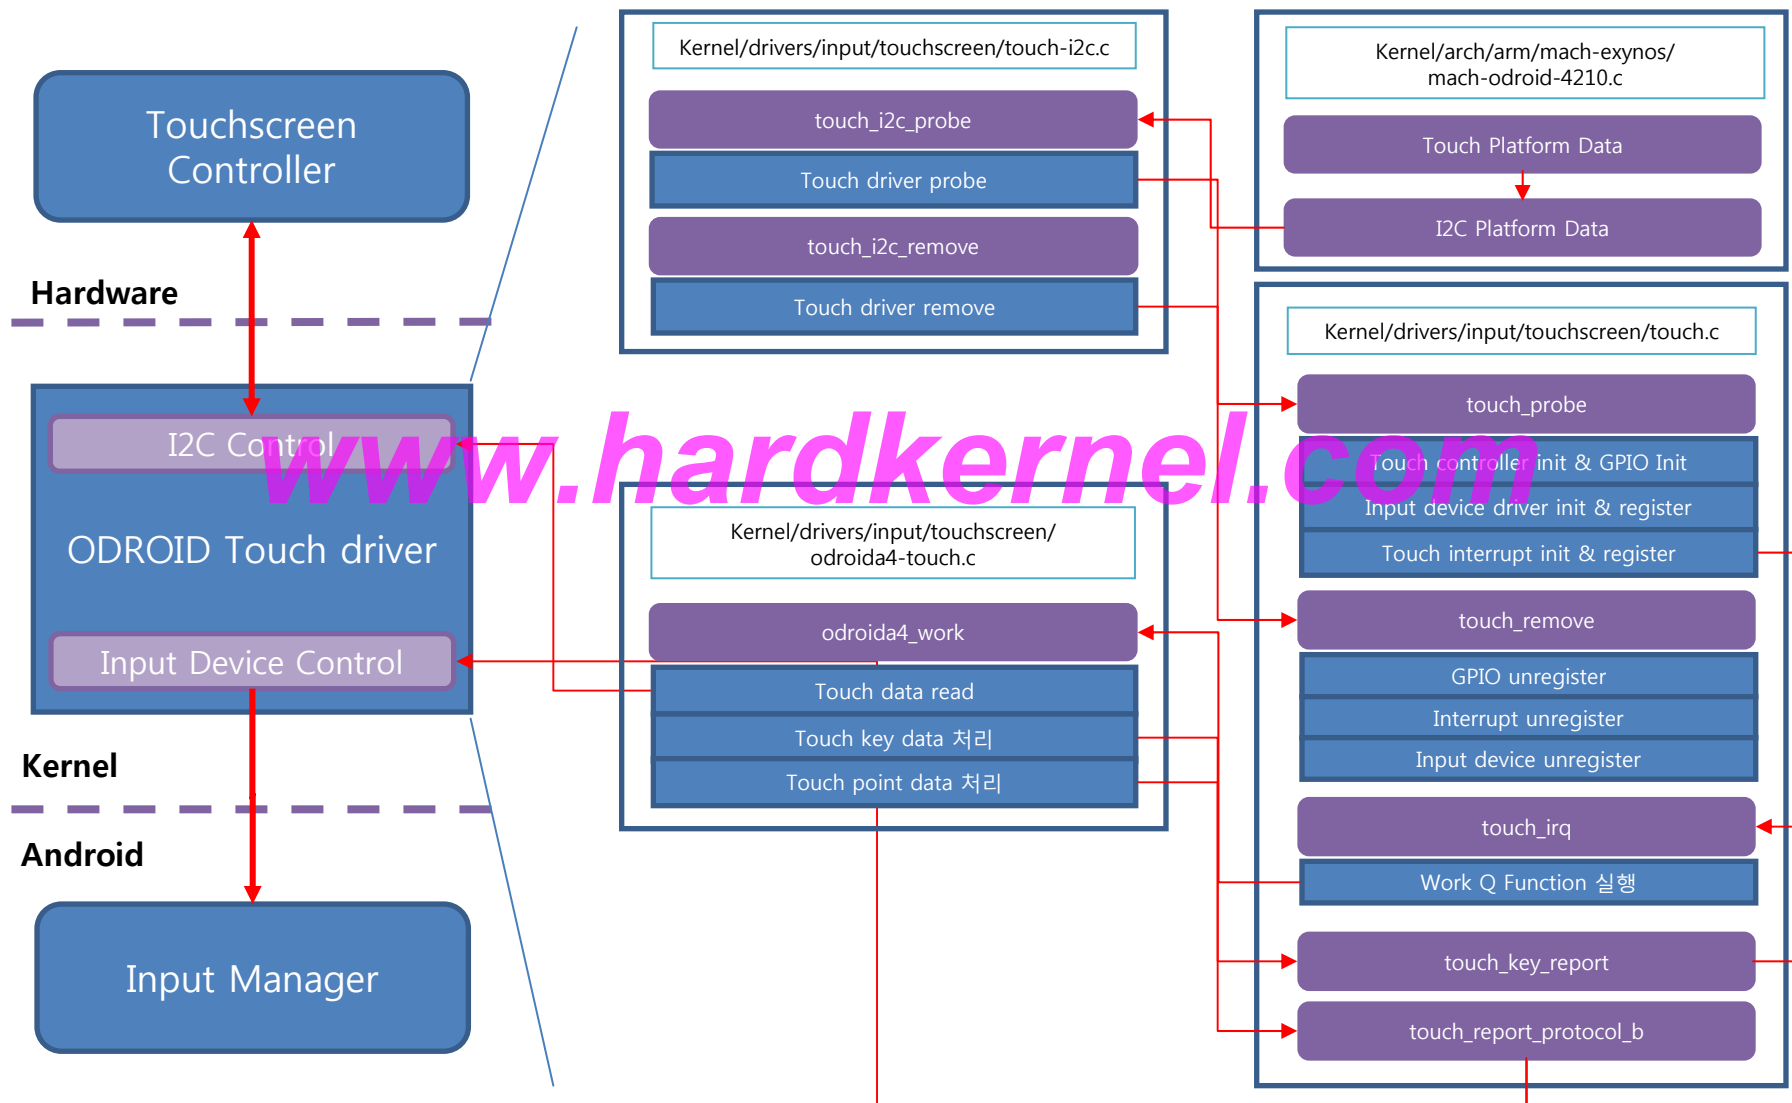 Touchscreen
Controller
Hardware
I2C Control
ODROID Touch driver
Input Device Control
Kernel
Android
Input Manager
Kernel/drivers/input/touchscreen/touch-i2c.c
touch_i2c_probe
Touch driver probe
touch_i2c_remove
Touch driver remove
www.hardkernel.com
Kernel/drivers/input/touchscreen/
odroida4-touch.c
odroida4_work
Touch data read
Touch key data 처리
Touch point data 처리
Kernel/arch/arm/mach-exynos/
mach-odroid-4210.c
Touch Platform Data
I2C Platform Data
Kernel/drivers/input/touchscreen/touch.c
touch_probe
Touch controller init & GPIO Init
Input device driver init & register
Touch interrupt init & register
touch_remove
GPIO unregister
Interrupt unregister
Input device unregister
touch_irq
Work Q Function 실행
touch_key_report
touch_report_protocol_b